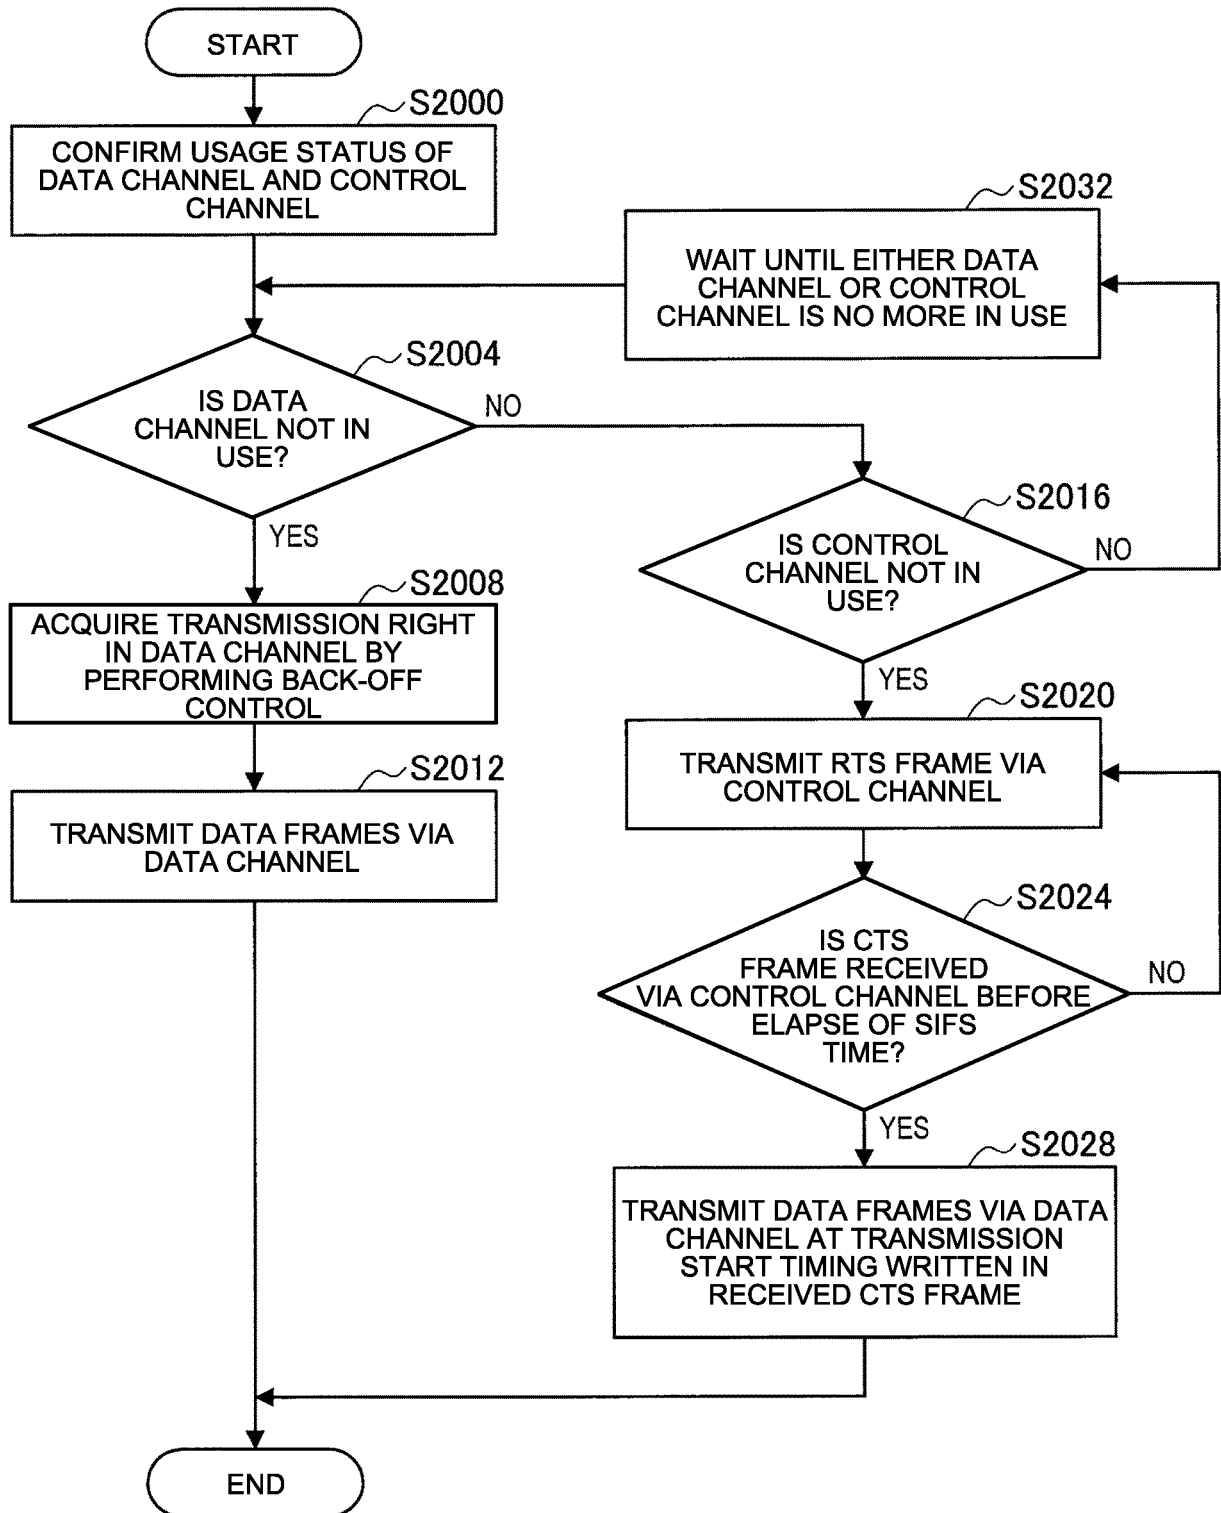 START
S2000
CONFIRM USAGE STATUS OF
DATA CHANNEL AND CONTROL
CHANNEL
S2032
WAIT UNTIL EITHER DATA
CHANNEL OR CONTROL
CHANNEL IS NO MORE IN USE
S2004
IS DATA
CHANNEL NOT IN
USE?
NO
YES
S2016
IS CONTROL
CHANNEL NOT IN
USE?
NO
YES
S2008
ACQUIRE TRANSMISSION RIGHT
IN DATA CHANNEL BY
PERFORMING BACK-OFF
CONTROL
S2012
TRANSMIT DATA FRAMES VIA
DATA CHANNEL
S2020
TRANSMIT RTS FRAME VIA
CONTROL CHANNEL
S2024
IS CTS
FRAME RECEIVED
VIA CONTROL CHANNEL BEFORE
ELAPSE OF SIFS
TIME?
NO
YES
S2028
TRANSMIT DATA FRAMES VIA DATA
CHANNEL AT TRANSMISSION
START TIMING WRITTEN IN
RECEIVED CTS FRAME
END